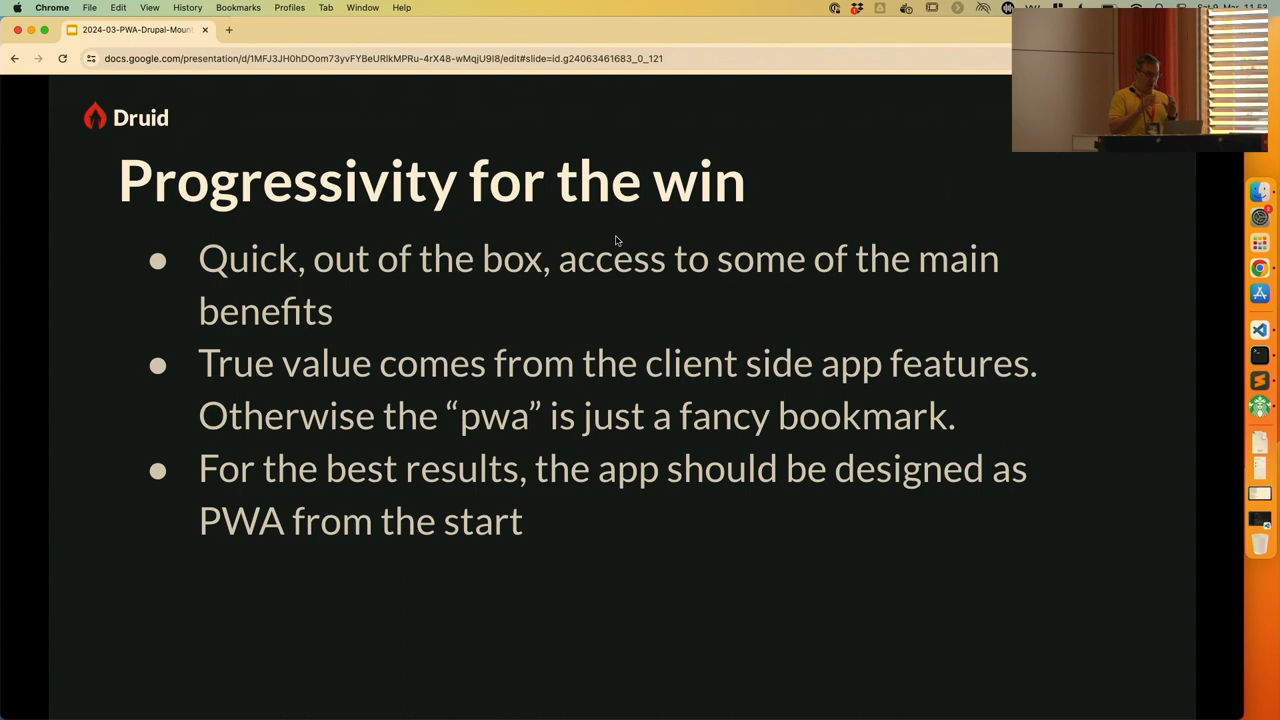 Chrome File Edit View History Bookmarks Profiles Tab Window Help
2024-03-PWA-Drupal-Moun
docs.google.com/presentation/d/1MFJ3JH0hDOom73yvFYBeURlkMPRu-4rX48-wMqjU9I8/edit#slide=id.g24063461683_0_121
Druid
Progressivity for the win
● Quick, out of the box, access to some of the main
benefits
● True value comes from the client side app features.
Otherwise the “pwa” is just a fancy bookmark.
● For the best results, the app should be designed as
PWA from the start